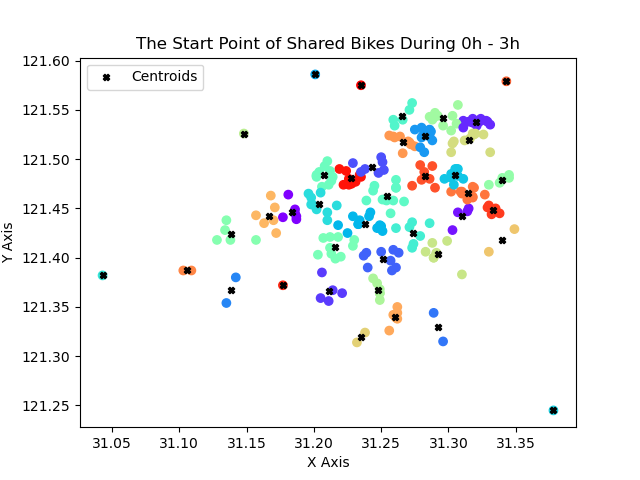 The Start Point of Shared Bikes During 0h - 3h
Centroids
121.60
121.55
121.50
121.45
121.40
121.35
121.30
121.25
Y Axis
31.05 31.10 31.15 31.20 31.25 31.30 31.35
X Axis